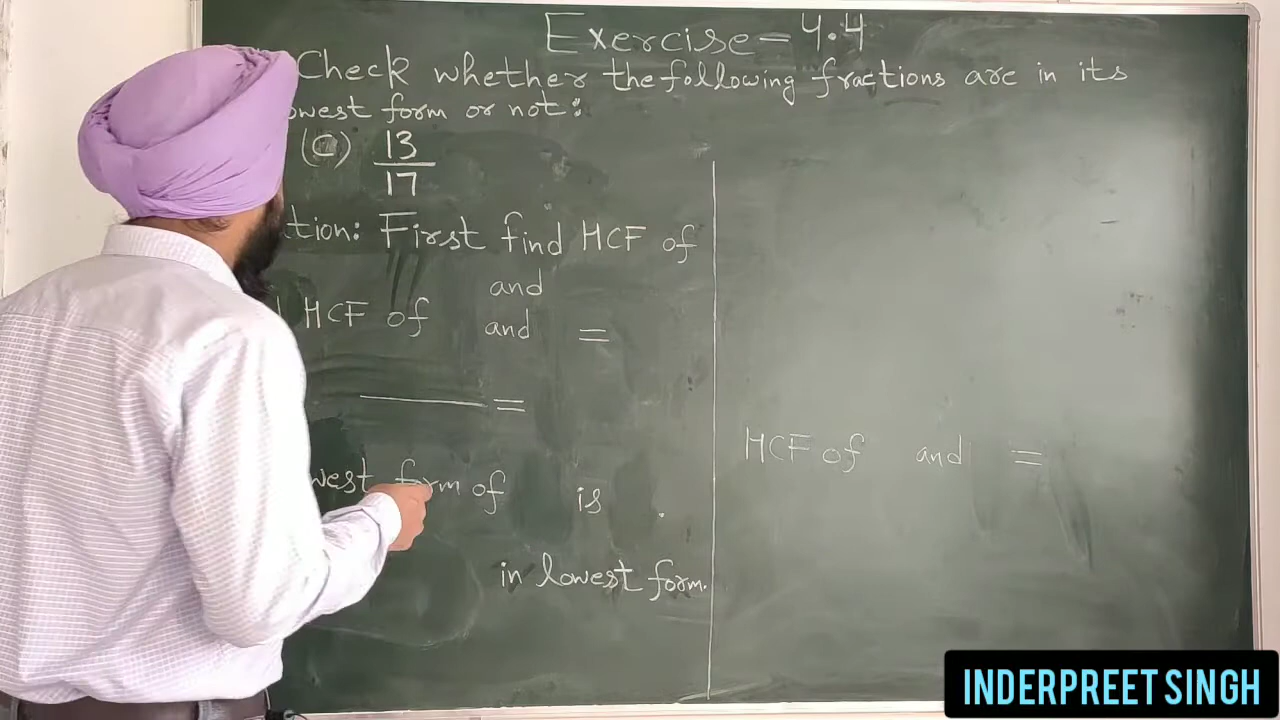 Exercise - 4.4
Check whether the following fractions are in its
owest form or not:
(C) 13
17
tion: First find HCF of
and
HCF of and =
=
west form of is .
in lowest form.
HCF of and =
INDERPREET SINGH